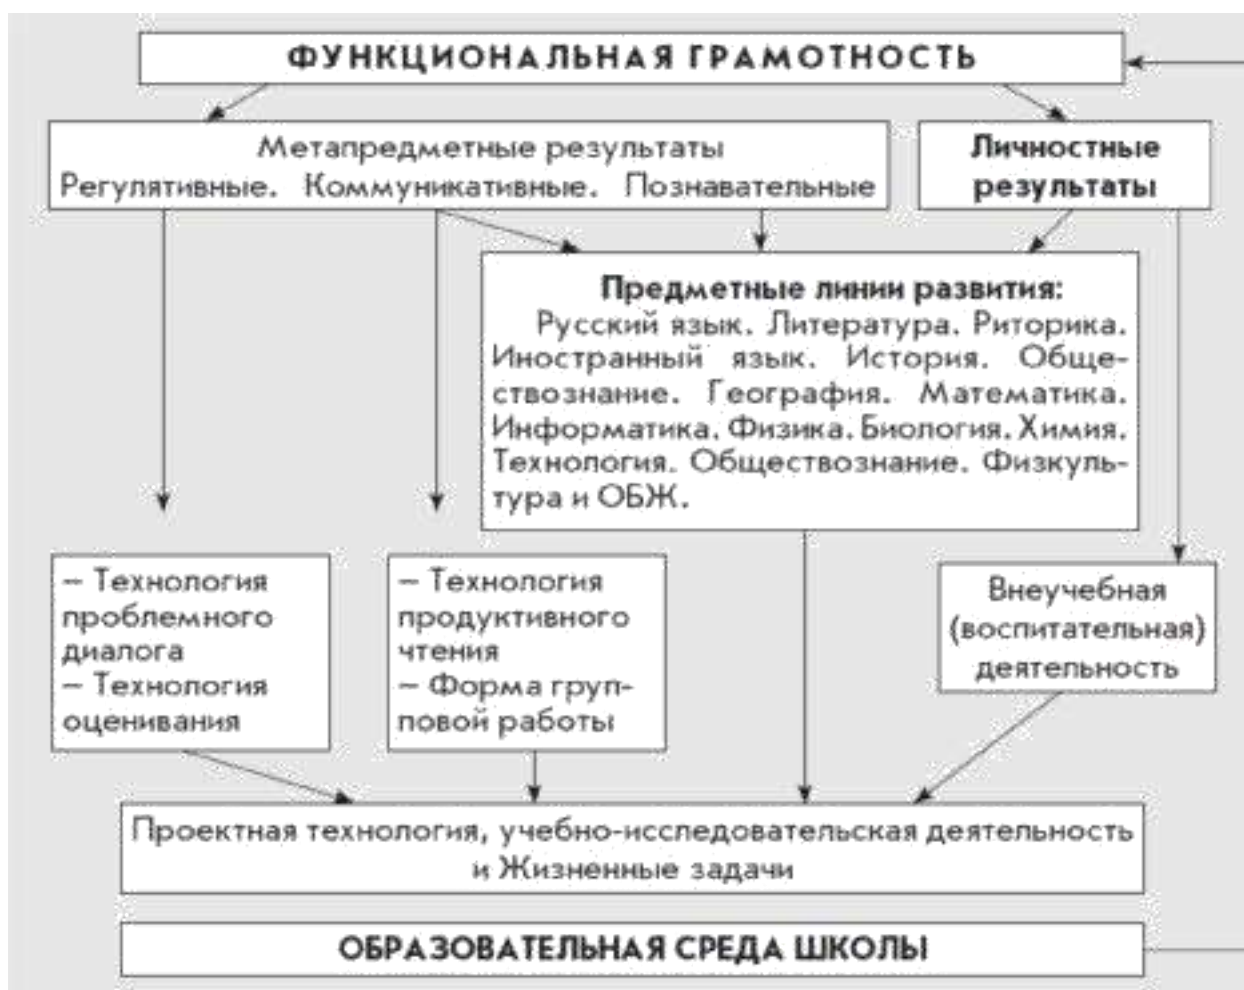 ФУНКЦИОНАЛЬНАЯ ГРАМОТНОСТЬ
Метапредметные результаты
Регулятивные. Коммуникативные. Познавательные
Личностные
результаты
Предметные линии развития:
Русский язык. Литература. Риторика.
Иностранный язык. История. Обще-
ствознание. География. Математика.
Информатика. Физика. Биология. Химия.
Технология. Обществознание. Физкуль-
тура и ОБЖ.
– Технология
проблемного
диалога
– Технология
оценивания
– Технология
продуктивного
чтения
– Форма груп-
повой работы
Внеучебная
(воспитательная)
деятельность
Проектная технология, учебно-исследовательская деятельность
и Жизненные задачи
ОБРАЗОВАТЕЛЬНАЯ СРЕДА ШКОЛЫ